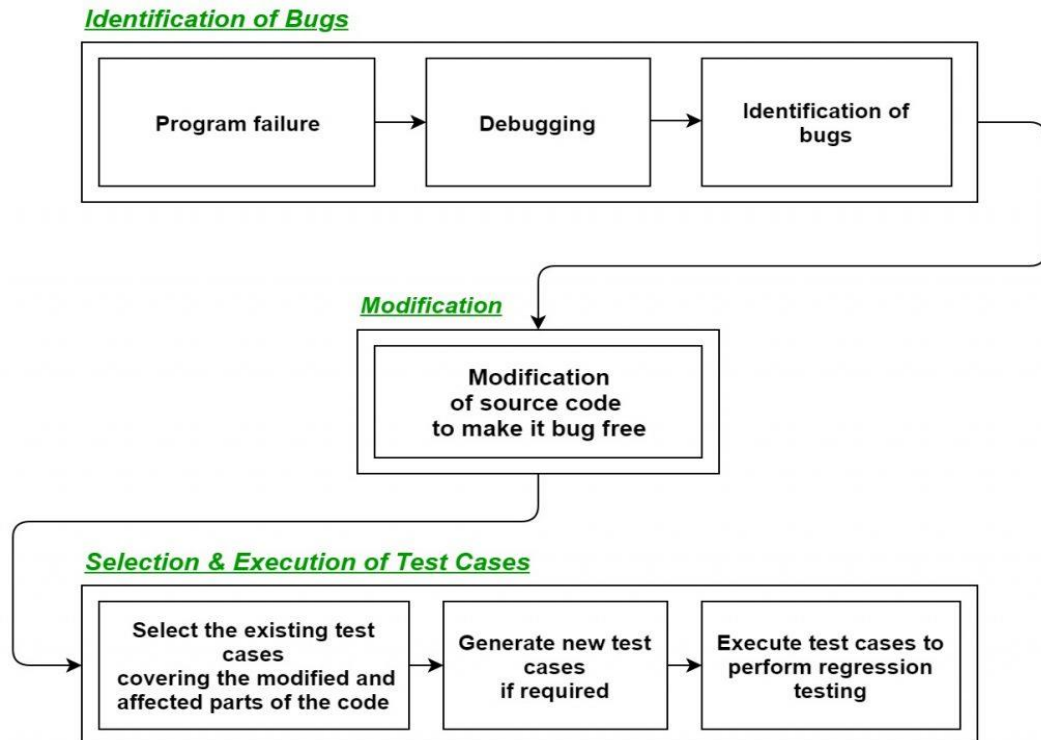 Identification of Bugs
Program failure
Debugging
Identification of
bugs
Modification
Modification
of source code
to make it bug free
Selection & Execution of Test Cases
Select the existing test
cases
covering the modified and
affected parts of the code
Generate new test
cases
if required
Execute test cases to
perform regression
testing